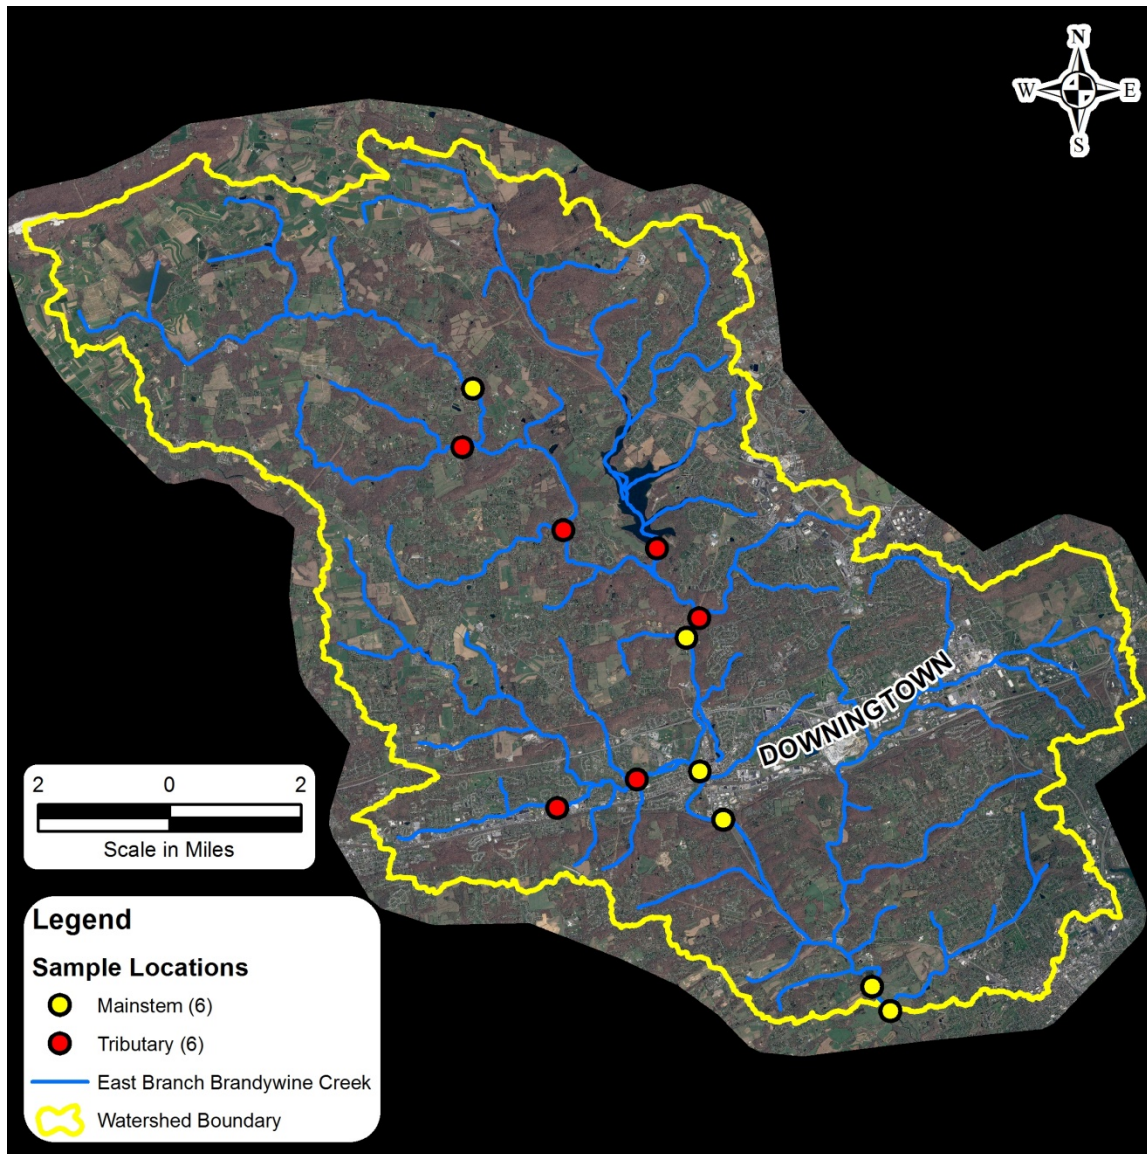 N
W E
S
DOWNINGTOWN
2 0 2
Scale in Miles
Legend
Sample Locations
Mainstem (6)
Tributary (6)
East Branch Brandywine Creek
Watershed Boundary